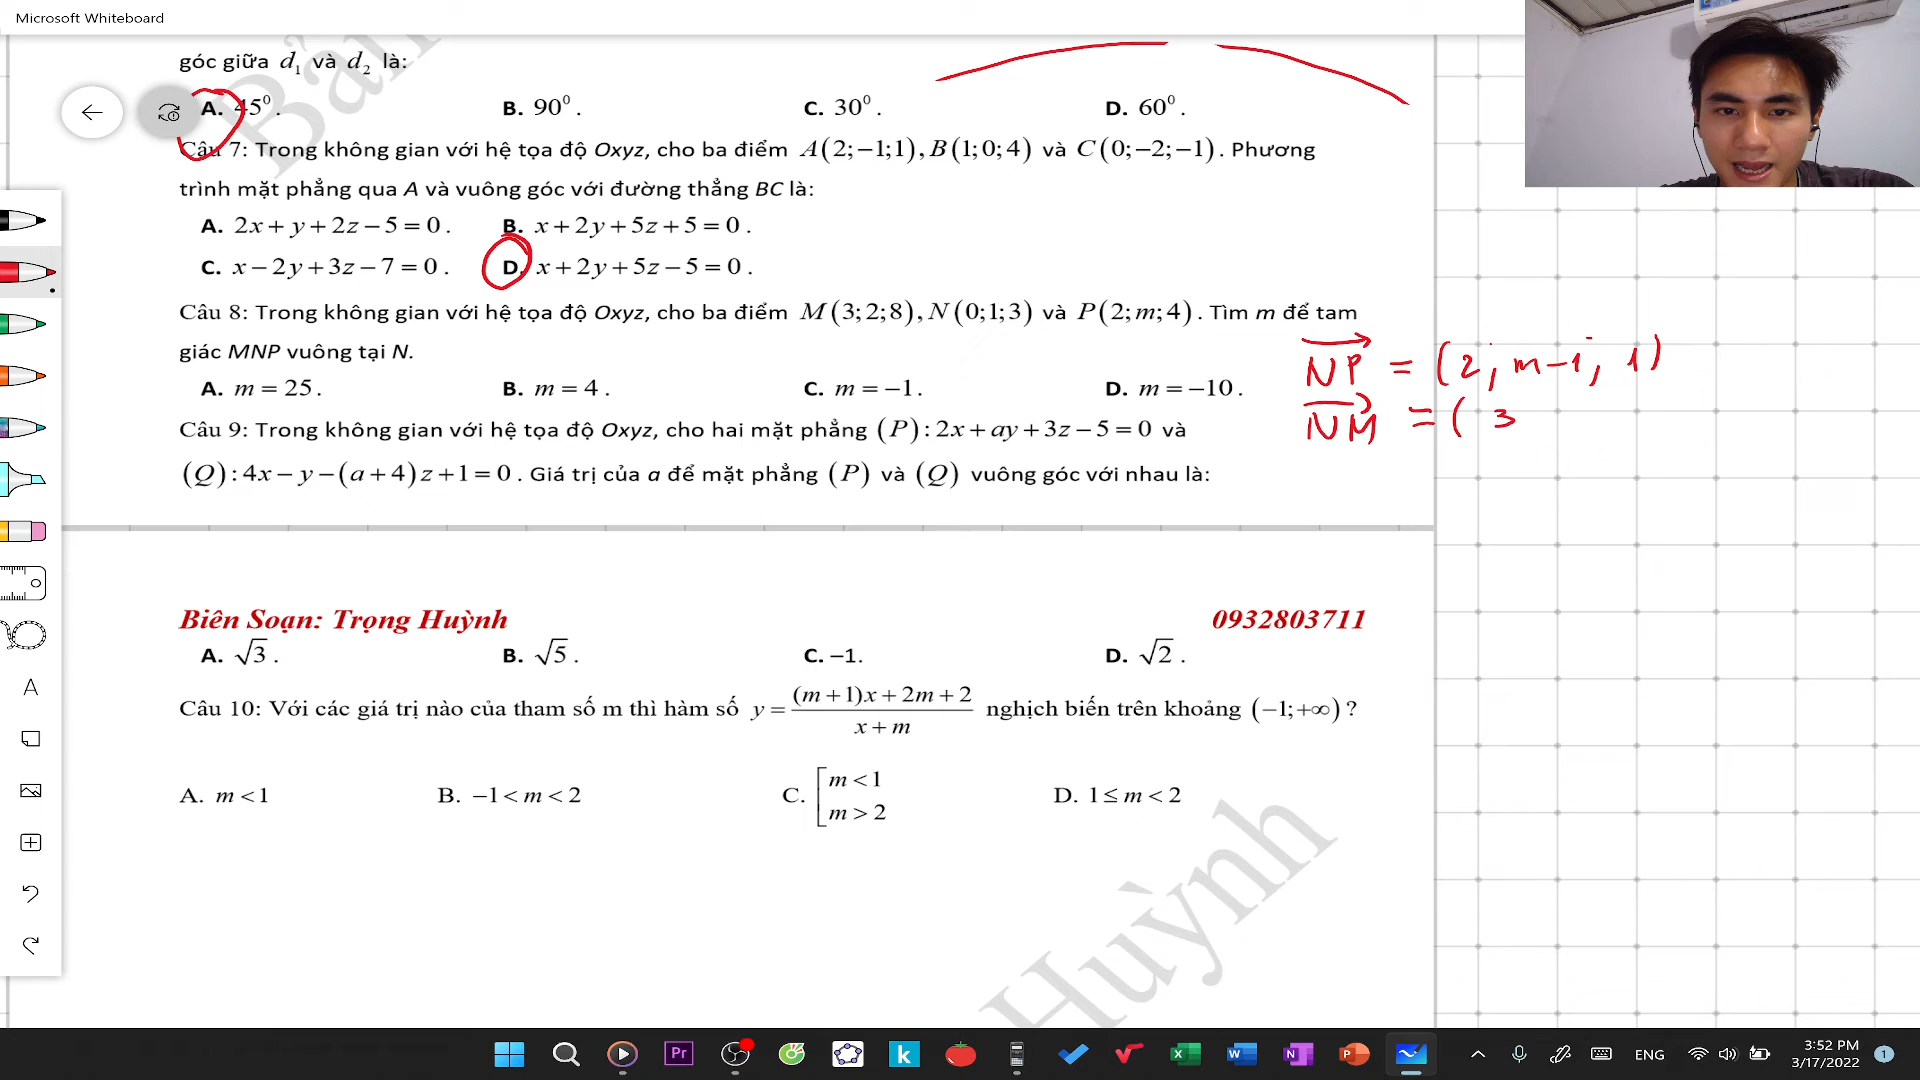 Microsoft Whiteboard
góc giữa d₁ và d₂ là:
A. 45⁰. B. 90⁰. C. 30⁰. D. 60⁰.
Câu 7: Trong không gian với hệ tọa độ Oxyz, cho ba điểm A(2;−1;1), B(1;0;4) và C(0;−2;−1). Phương
trình mặt phẳng qua A và vuông góc với đường thẳng BC là:
A. 2x+y+2z−5=0. B. x+2y+5z+5=0.
C. x−2y+3z−7=0. D. x+2y+5z−5=0.
Câu 8: Trong không gian với hệ tọa độ Oxyz, cho ba điểm M(3;2;8), N(0;1;3) và P(2;m;4). Tìm m để tam
giác MNP vuông tại N.
NP = (2; m−1; 1)
A. m=25. B. m=4. C. m=−1. D. m=−10.
NM = ( 3
Câu 9: Trong không gian với hệ tọa độ Oxyz, cho hai mặt phẳng (P):2x+ay+3z−5=0 và
(Q):4x−y−(a+4)z+1=0. Giá trị của a để mặt phẳng (P) và (Q) vuông góc với nhau là:
Biên Soạn: Trọng Huỳnh 0932803711
A. √3. B. √5. C. −1. D. √2.
Câu 10: Với các giá trị nào của tham số m thì hàm số y = ((m+1)x+2m+2)/(x+m) nghịch biến trên khoảng (−1;+∞)?
A. m<1 B. −1<m<2 C. [m<1 m>2 D. 1≤m<2
Huỳnh
A
Pr
k
ENG
3:52 PM
3/17/2022
1